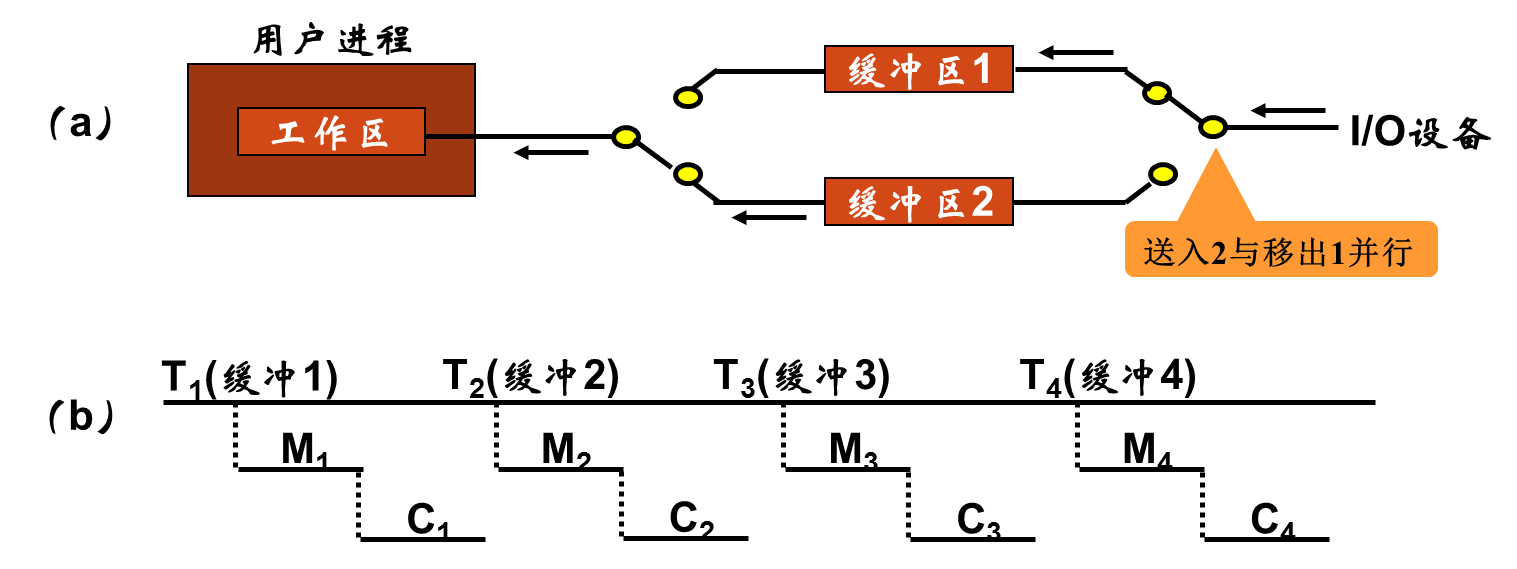 用户进程
(a)
工作区
缓冲区1
缓冲区2
I/O设备
送入2与移出1并行
(b)
T1(缓冲1) T2(缓冲2) T3(缓冲3) T4(缓冲4)
M1 M2 M3 M4
C1 C2 C3 C4